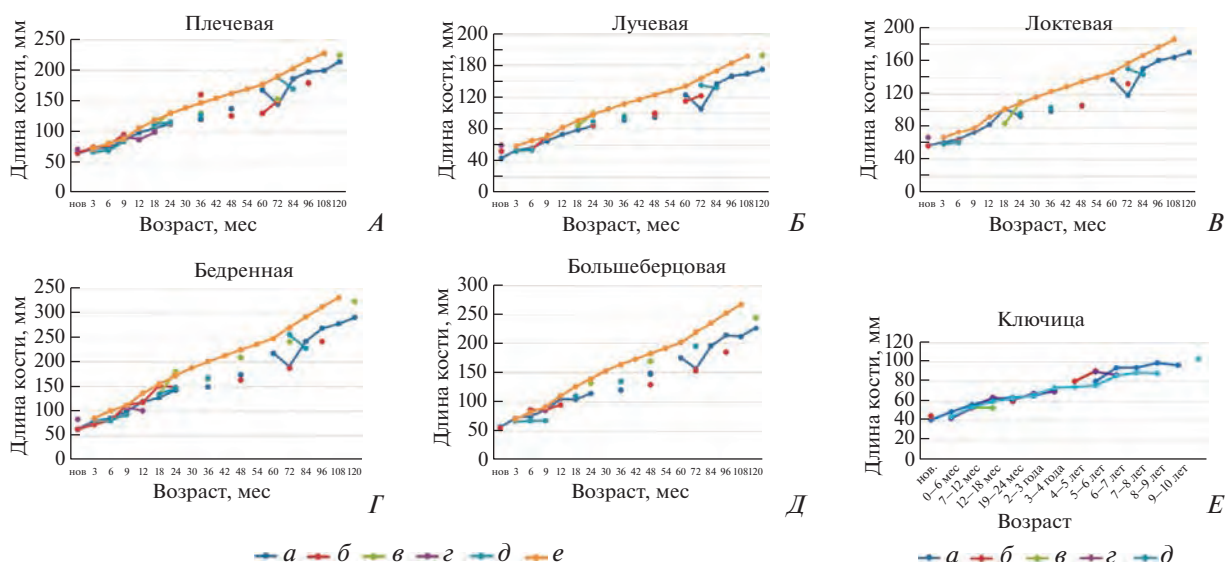 Плечевая
Длина кости, мм
250
200
150
100
50
0
нов 3 6 9 12 18 24 30 36 42 48 54 60 72 84 96 108 120
Возраст, мес
А
Лучевая
Длина кости, мм
200
160
120
80
40
0
нов 3 6 9 12 18 24 30 36 42 48 54 60 72 84 96 108 120
Возраст, мес
Б
Локтевая
Длина кости, мм
200
160
120
80
40
0
нов 3 6 9 12 18 24 30 36 42 48 54 60 72 84 96 108 120
Возраст, мес
В
Бедренная
Длина кости, мм
350
300
250
200
150
100
50
0
нов 3 6 9 12 18 24 30 36 42 48 54 60 72 84 96 108 120
Возраст, мес
Г
Большеберцовая
Длина кости, мм
300
250
200
150
100
50
0
нов 3 6 9 12 18 24 30 36 42 48 54 60 72 84 96 108 120
Возраст, мес
Д
Ключица
Длина кости, мм
120
100
80
60
40
20
0
нов.
0–6 мес
7–12 мес
12–18 мес
19–24 мес
2–3 года
3–4 года
4–5 лет
5–6 лет
6–7 лет
7–8 лет
8–9 лет
9–10 лет
Возраст
Е
а б в г д е
а б в г д